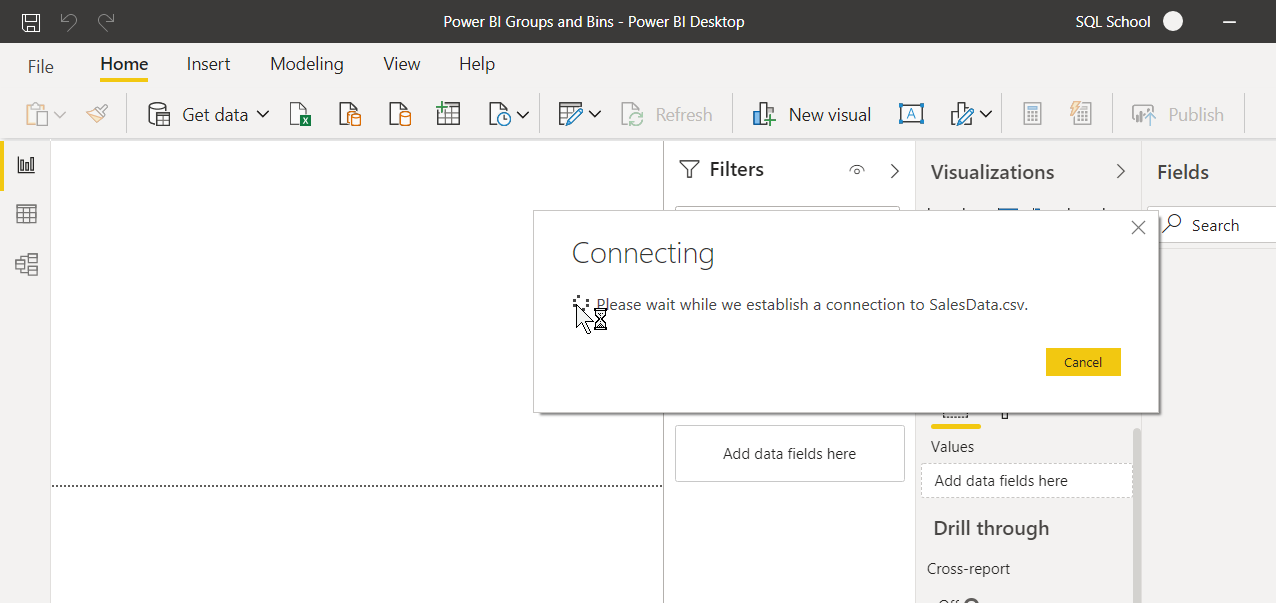 Power BI Groups and Bins - Power BI Desktop
SQL School
File Home Insert Modeling View Help
Get data Refresh New visual A Publish
Filters Visualizations Fields
Search
Connecting
Please wait while we establish a connection to SalesData.csv.
Cancel
Add data fields here
Values
Add data fields here
Drill through
Cross-report
Off